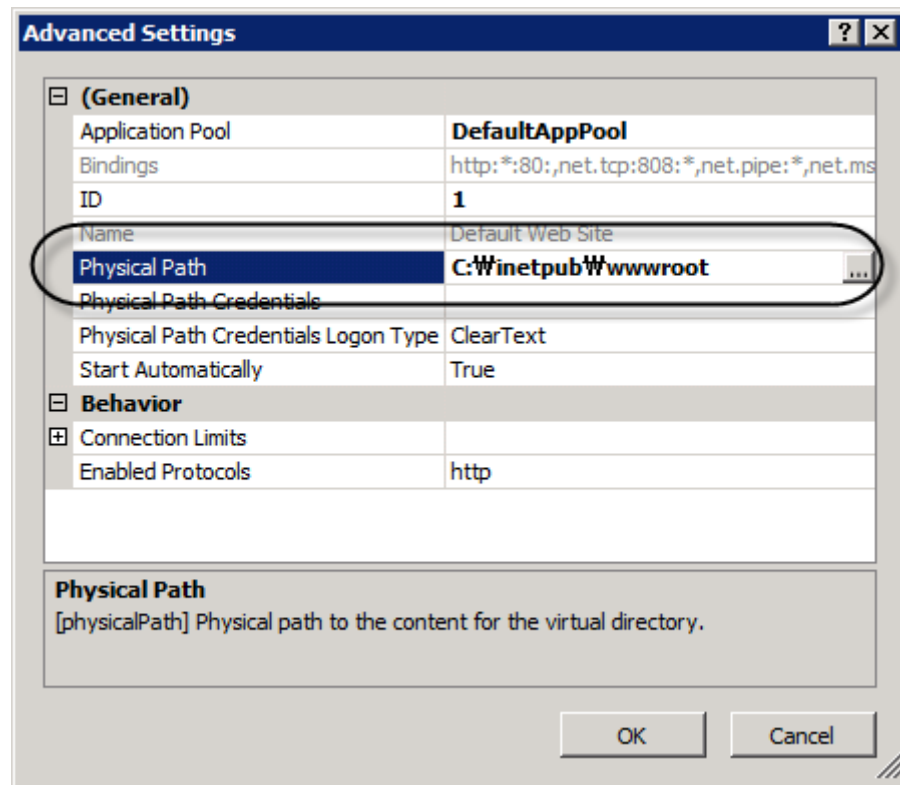 Advanced Settings
(General)
Application Pool DefaultAppPool
Bindings http:*:80:,net.tcp:808:*,net.pipe:*,net.ms
ID 1
Name Default Web Site
Physical Path C:₩inetpub₩wwwroot ...
Physical Path Credentials
Physical Path Credentials Logon Type ClearText
Start Automatically True
Behavior
Connection Limits
Enabled Protocols http
Physical Path
[physicalPath] Physical path to the content for the virtual directory.
OK Cancel